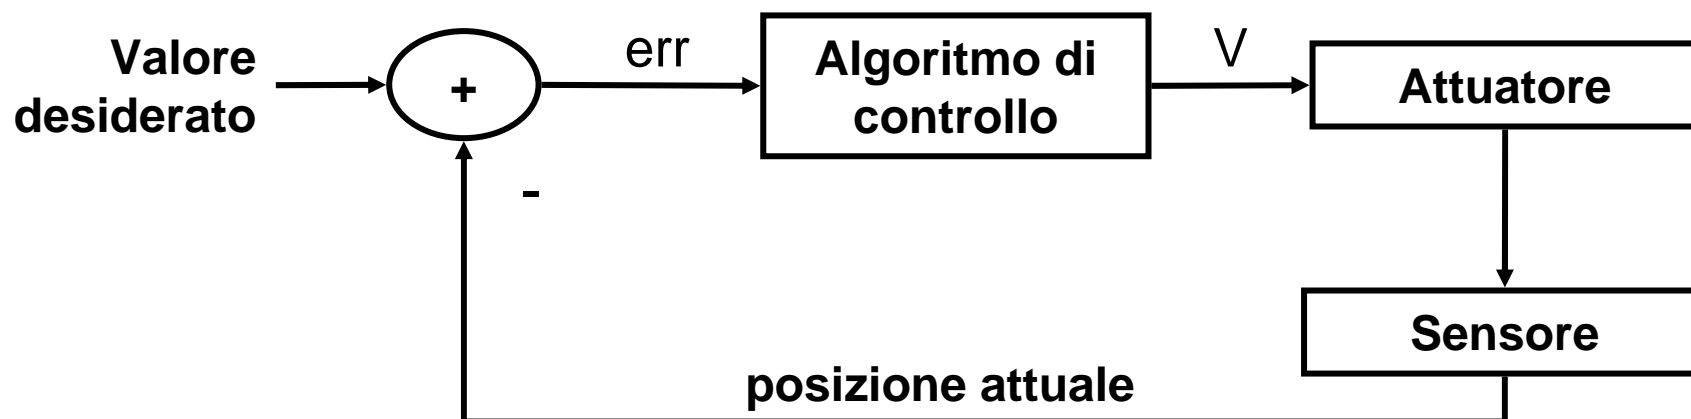 Valore
desiderato
+
-
err
Algoritmo di
controllo
V
Attuatore
Sensore
posizione attuale